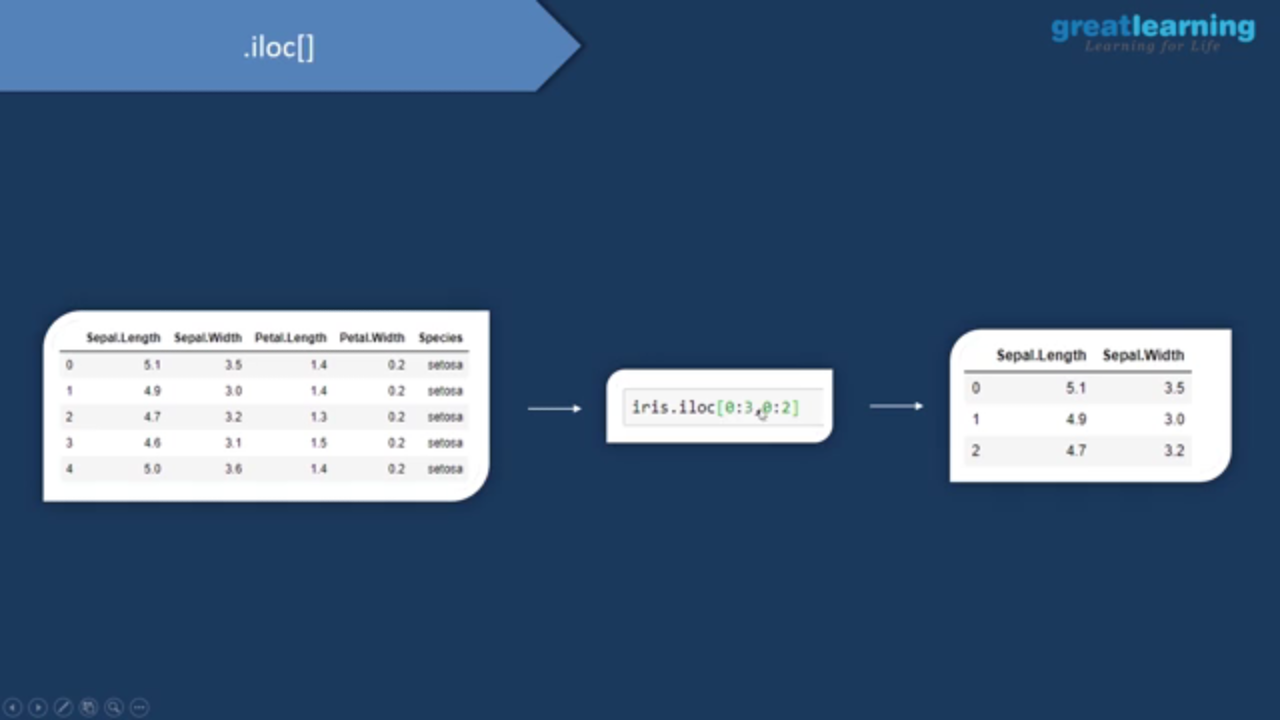 .iloc[]
greatlearning
Learning for Life
Sepal.Length Sepal.Width Petal.Length Petal.Width Species
0 5.1 3.5 1.4 0.2 setosa
1 4.9 3.0 1.4 0.2 setosa
2 4.7 3.2 1.3 0.2 setosa
3 4.6 3.1 1.5 0.2 setosa
4 5.0 3.6 1.4 0.2 setosa
iris.iloc[0:3,0:2]
Sepal.Length Sepal.Width
0 5.1 3.5
1 4.9 3.0
2 4.7 3.2